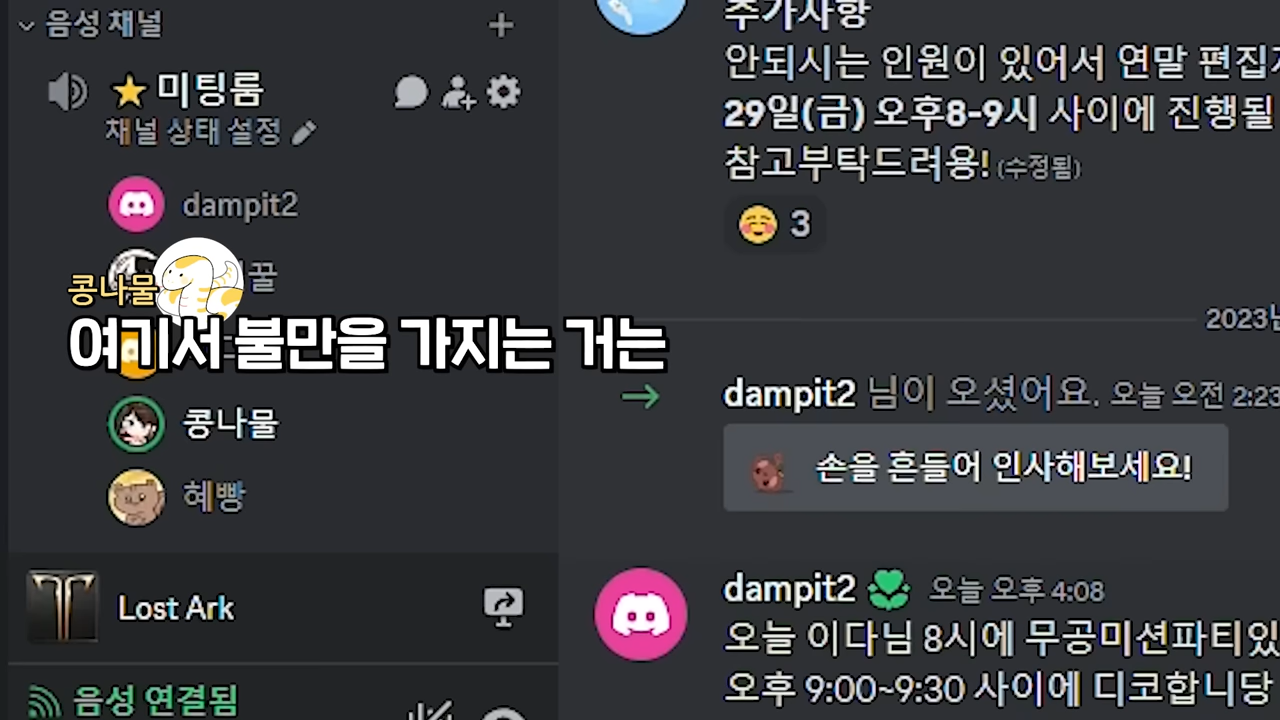 음성 채널
미팅룸
채널 상태 설정
dampit2
꿀
콩나물
여기서 불만을 가지는 거는
콩나물
혜빵
Lost Ark
음성 연결됨
추가사항
안되시는 인원이 있어서 연말 편집자
29일(금) 오후8-9시 사이에 진행될
참고부탁드려용! (수정됨)
3
2023년
dampit2 님이 오셨어요. 오늘 오전 2:23
손을 흔들어 인사해보세요!
dampit2 오늘 오후 4:08
오늘 이다님 8시에 무공미션파티있
오후 9:00~9:30 사이에 디코합니당